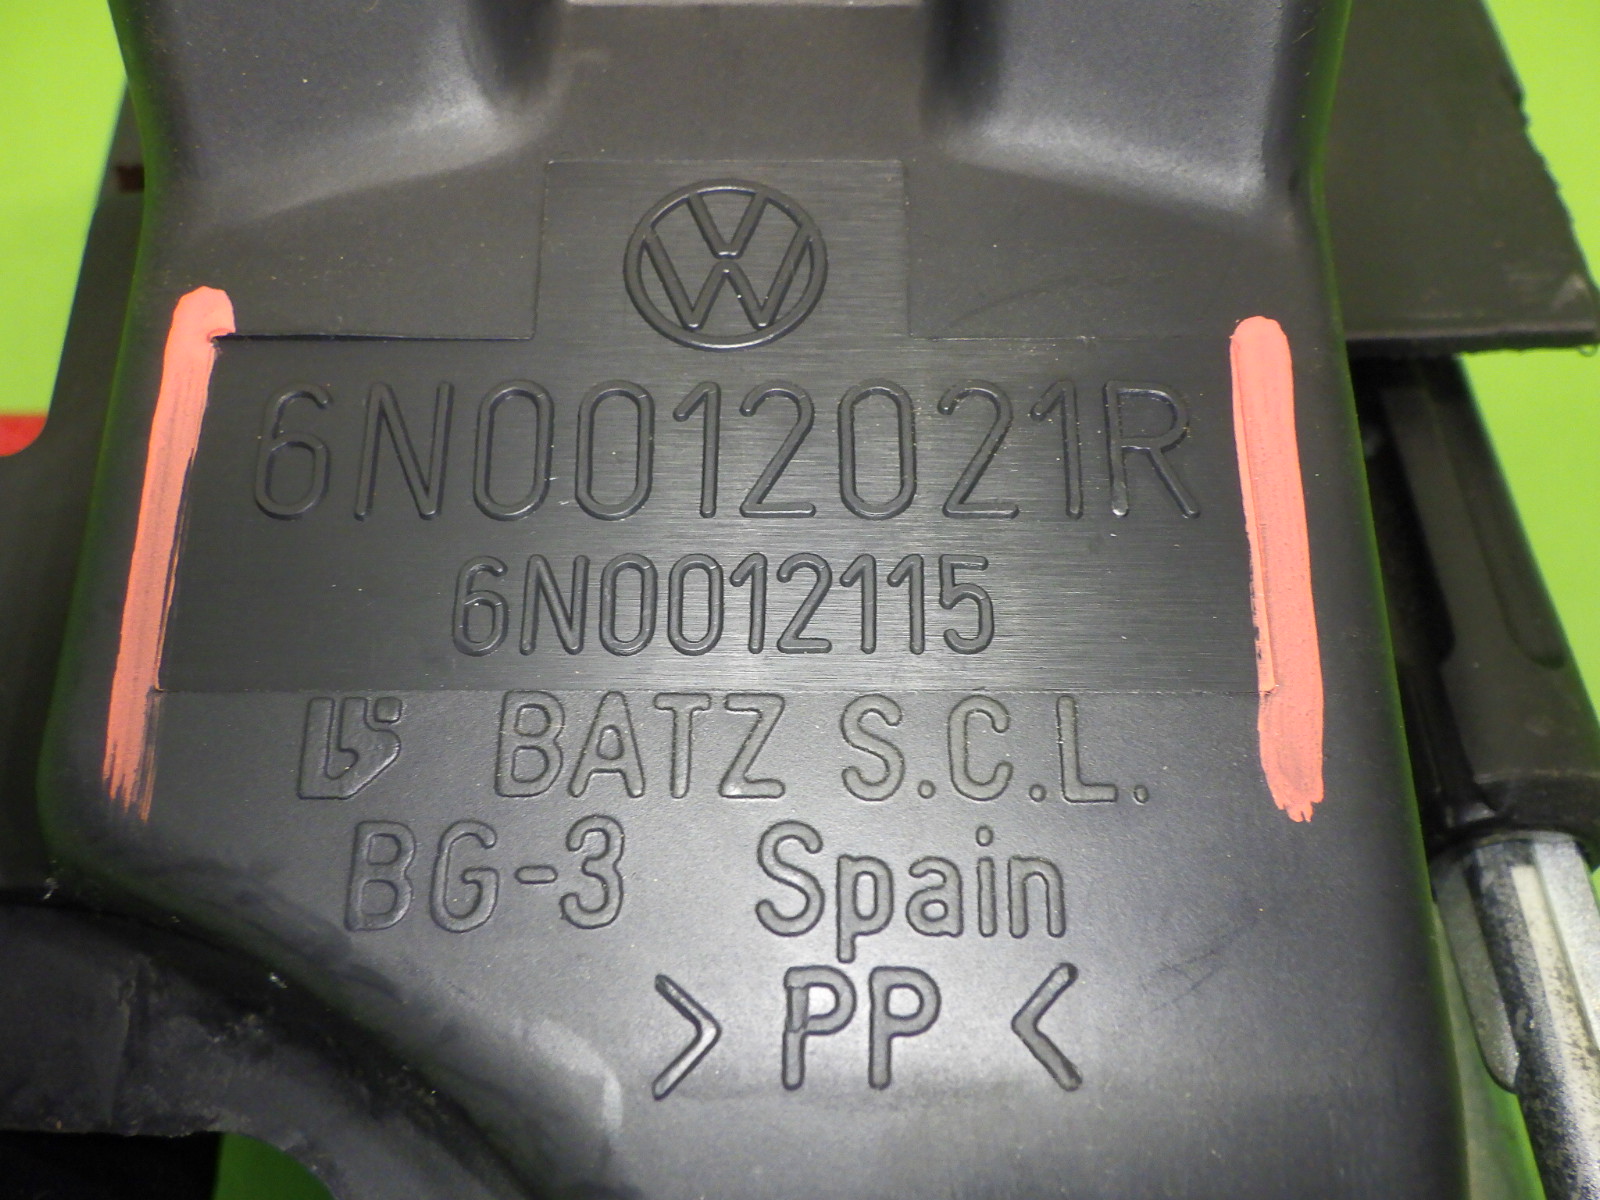 6N0012021R
6N0012115
BATZ S.C.L.
BG-3 Spain
>PP<